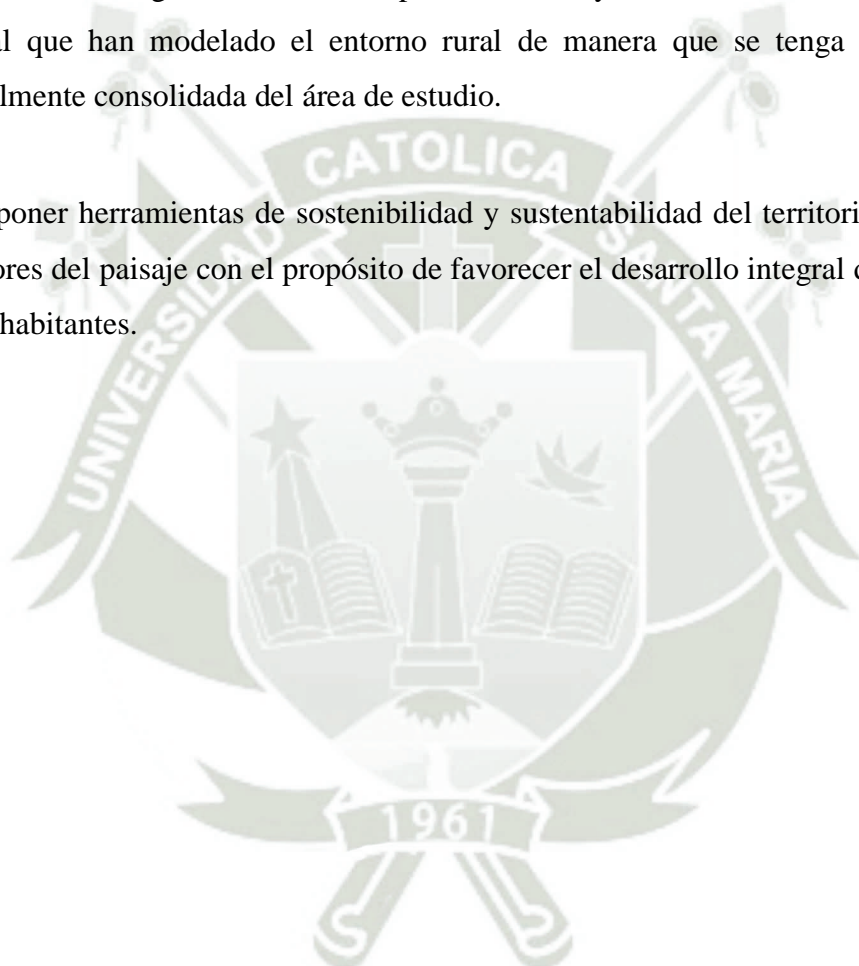 al que han modelado el entorno rural de manera que se tenga
lmente consolidada del área de estudio.
poner herramientas de sostenibilidad y sustentabilidad del territori
ores del paisaje con el propósito de favorecer el desarrollo integral
habitantes.
UNIVERSIDAD CATOLICA SANTA MARIA
1961